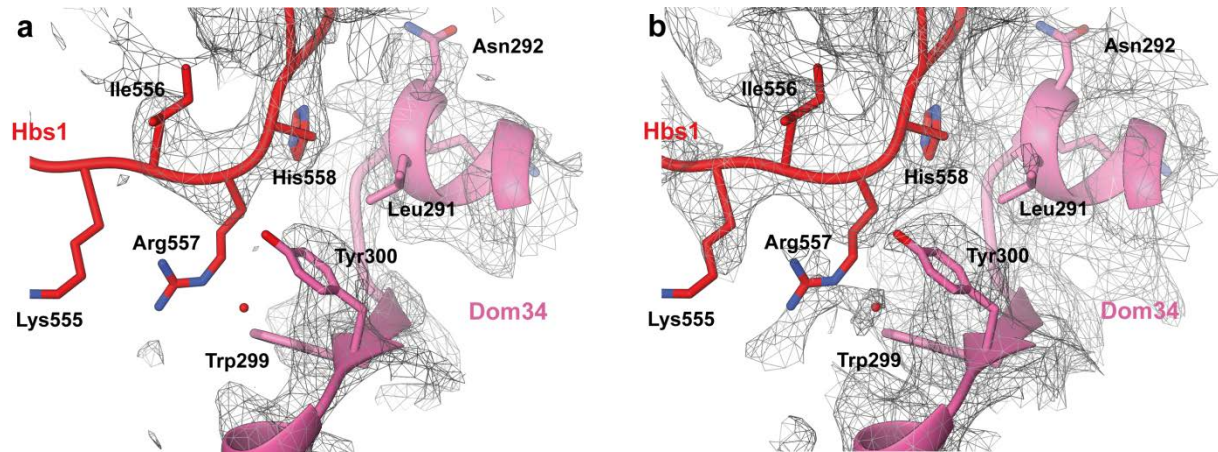 a
Asn292
Ile556
Hbs1
His558
Leu291
Arg557
Tyr300
Lys555
Dom34
Trp299
b
Asn292
Ile556
Hbs1
His558
Leu291
Arg557
Tyr300
Lys555
Dom34
Trp299